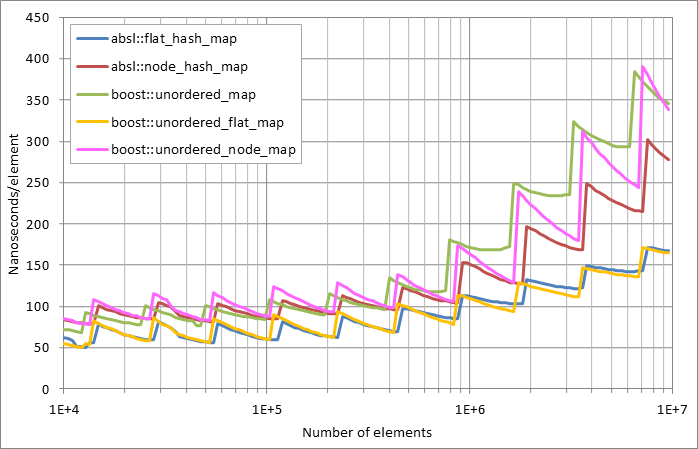 450
400
350
300
250
200
150
100
50
0
Nanoseconds/element
absl::flat_hash_map
absl::node_hash_map
boost::unordered_map
boost::unordered_flat_map
boost::unordered_node_map
1E+4 1E+5 1E+6 1E+7
Number of elements